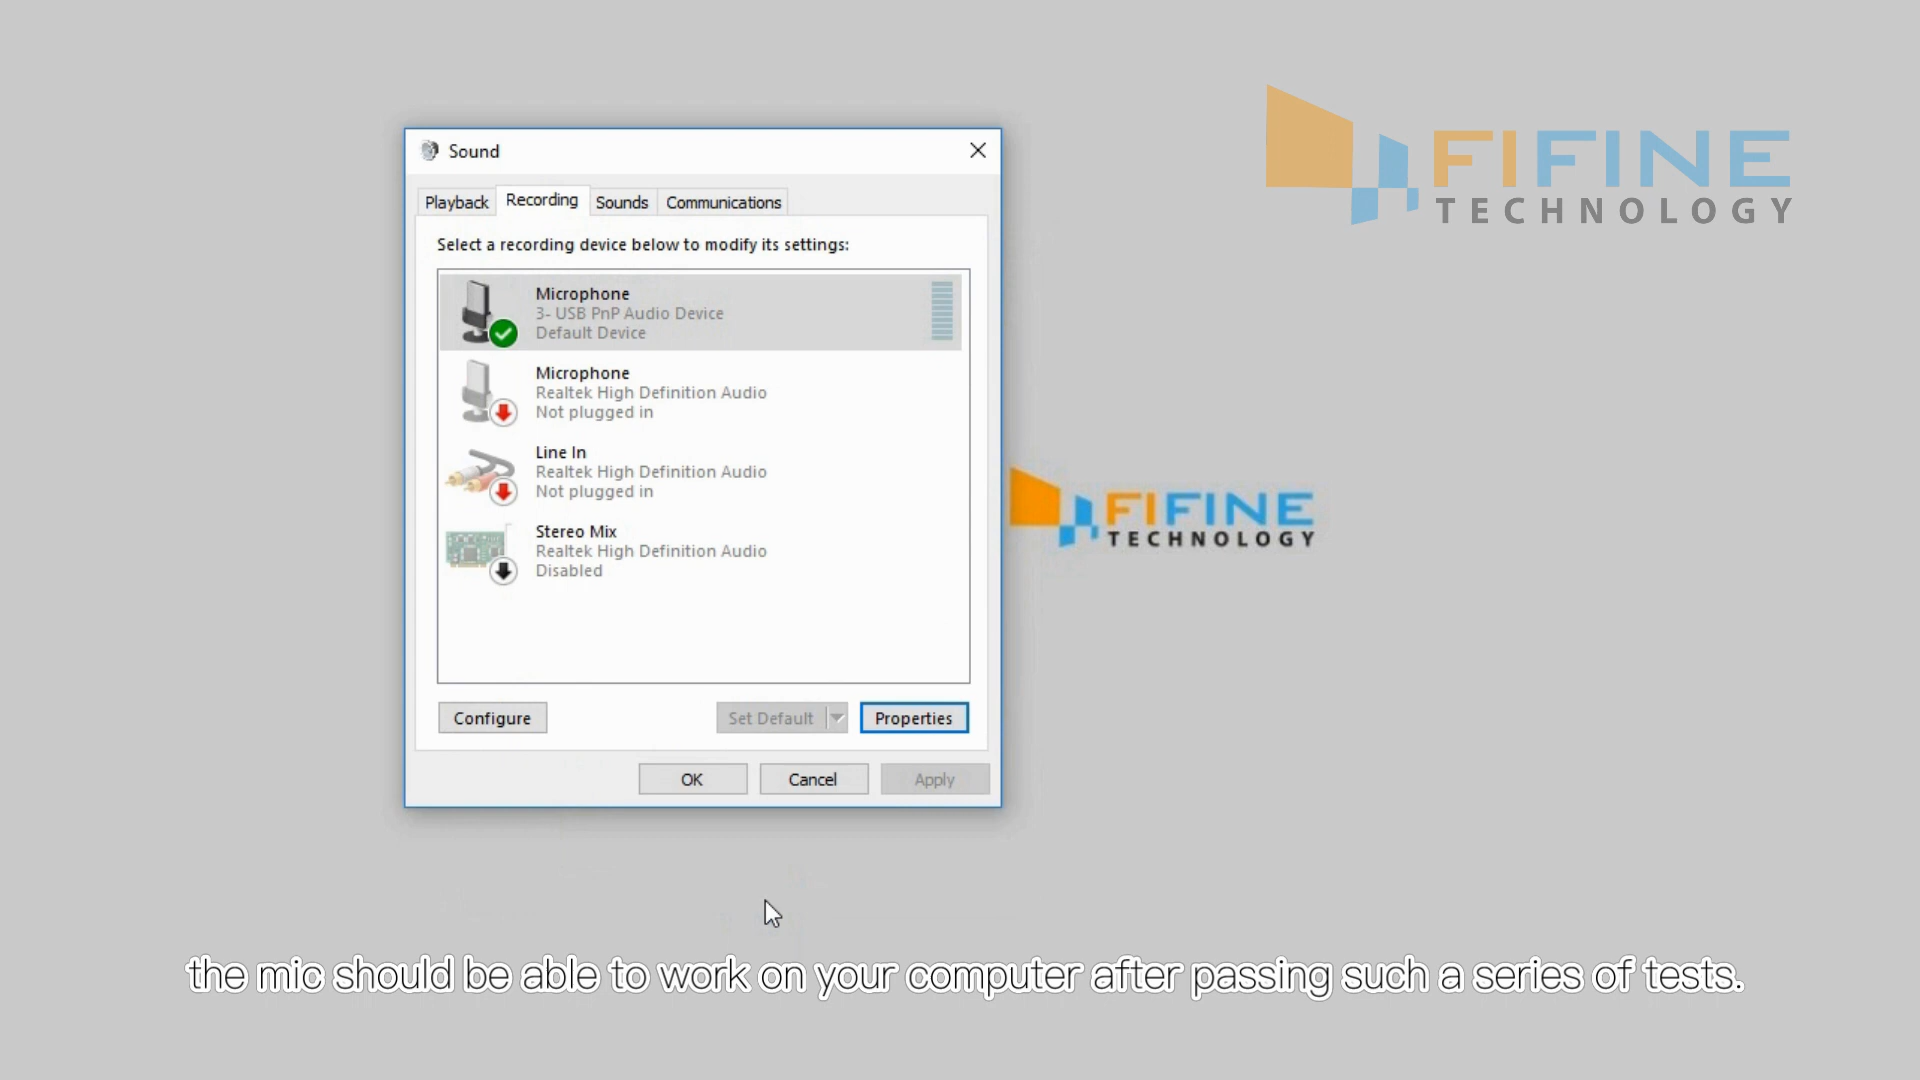 FIFINE
TECHNOLOGY
Sound
Playback
Recording
Sounds
Communications
Select a recording device below to modify its settings:
Microphone
3- USB PnP Audio Device
Default Device
Microphone
Realtek High Definition Audio
Not plugged in
Line In
Realtek High Definition Audio
Not plugged in
Stereo Mix
Realtek High Definition Audio
Disabled
FIFINE
TECHNOLOGY
Configure
Set Default
Properties
OK
Cancel
Apply
the mic should be able to work on your computer after passing such a series of tests.